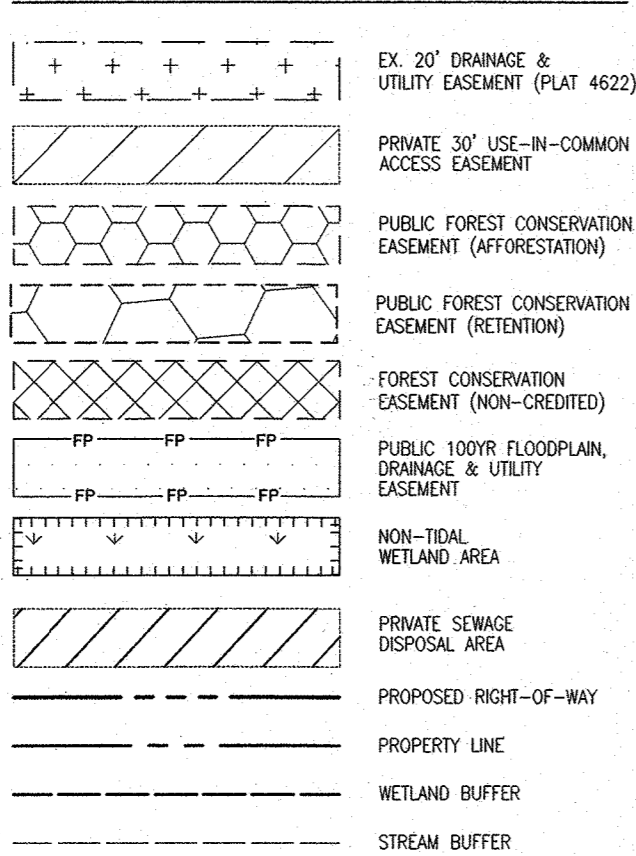 EX. 20' DRAINAGE &
UTILITY EASEMENT (PLAT 4622)
PRIVATE 30' USE-IN-COMMON
ACCESS EASEMENT
PUBLIC FOREST CONSERVATION
EASEMENT (AFFORESTATION)
PUBLIC FOREST CONSERVATION
EASEMENT (RETENTION)
FOREST CONSERVATION
EASEMENT (NON-CREDITED)
FP FP FP
PUBLIC 100YR FLOODPLAIN,
DRAINAGE & UTILITY
EASEMENT
FP FP FP
NON-TIDAL
WETLAND AREA
PRIVATE SEWAGE
DISPOSAL AREA
PROPOSED RIGHT-OF-WAY
PROPERTY LINE
WETLAND BUFFER
STREAM BUFFER